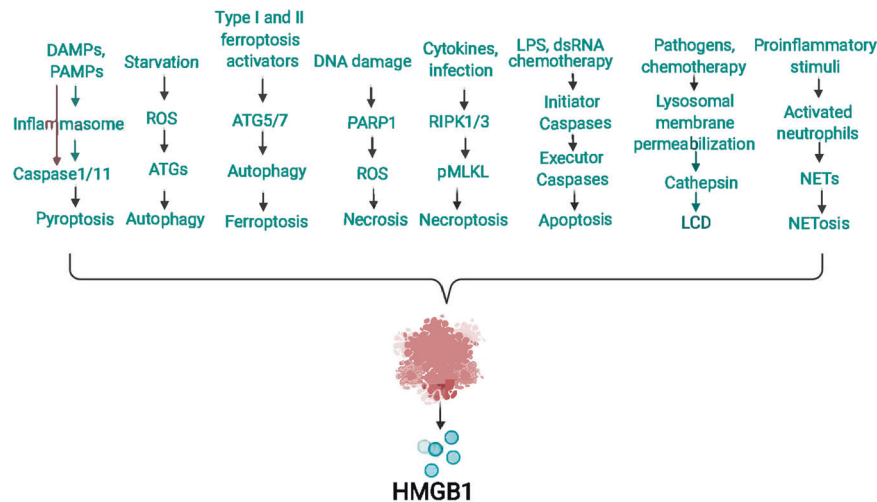 DAMPs,
PAMPs
Inflammasome
Caspase1/11
Pyroptosis
Starvation
ROS
ATGs
Autophagy
Type I and II
ferroptosis
activators
ATG5/7
Autophagy
Ferroptosis
DNA damage
PARP1
ROS
Necrosis
Cytokines,
infection
RIPK1/3
pMLKL
Necroptosis
LPS, dsRNA
chemotherapy
Initiator
Caspases
Executor
Caspases
Apoptosis
Pathogens,
chemotherapy
Lysosomal
membrane
permeabilization
Cathepsin
LCD
Proinflammatory
stimuli
Activated
neutrophils
NETs
NETosis
HMGB1